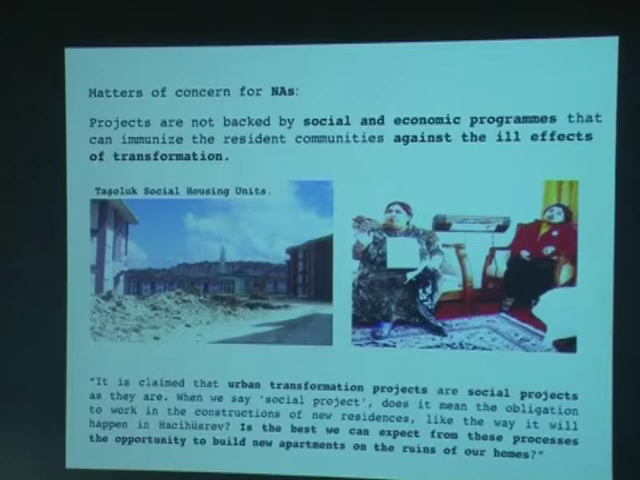 Matters of concern for NAs:
Projects are not backed by social and economic programmes that
can immunize the resident communities against the ill effects
of transformation.
Taşoluk Social Housing Units.
"It is claimed that urban transformation projects are social projects
as they are. When we say 'social project', does it mean the obligation
to work in the constructions of new residences, like the way it will
happen in Hacıhüsrev? Is the best we can expect from these processes
the opportunity to build new apartments on the ruins of our homes?"